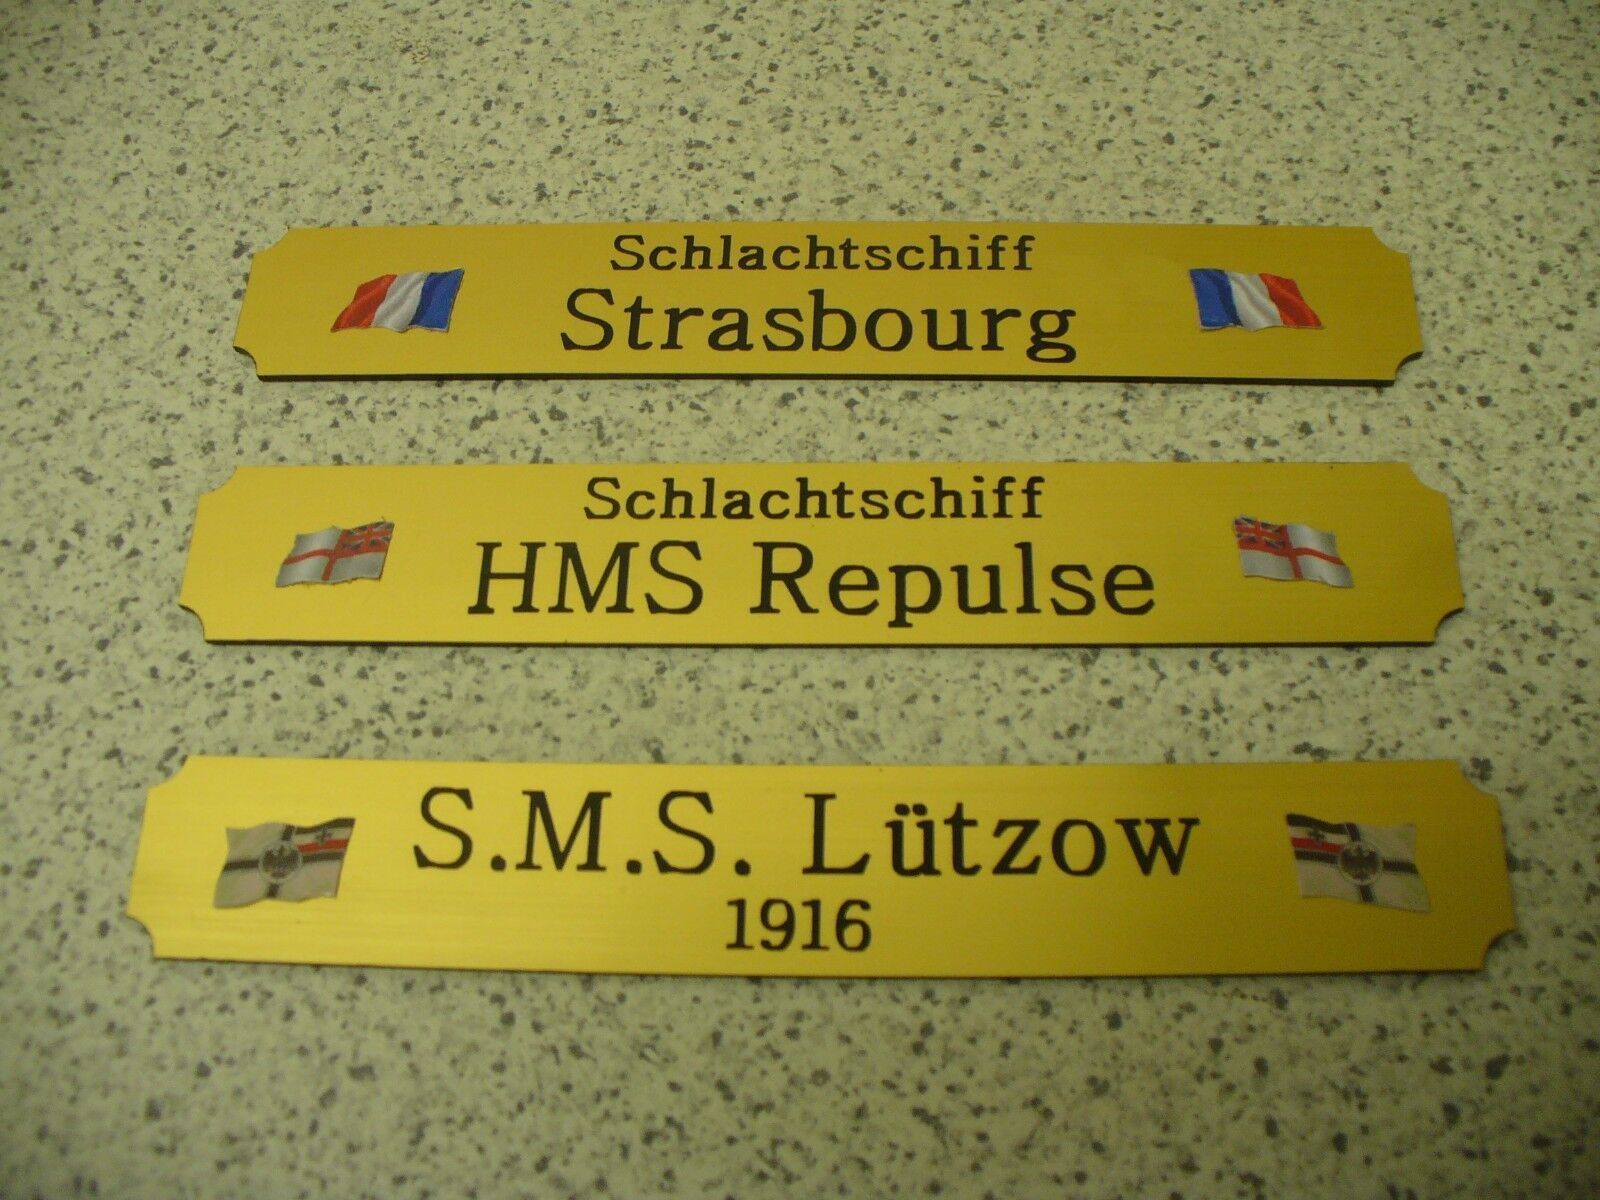 Schlachtschiff
Strasbourg
Schlachtschiff
HMS Repulse
S.M.S. Lützow
1916